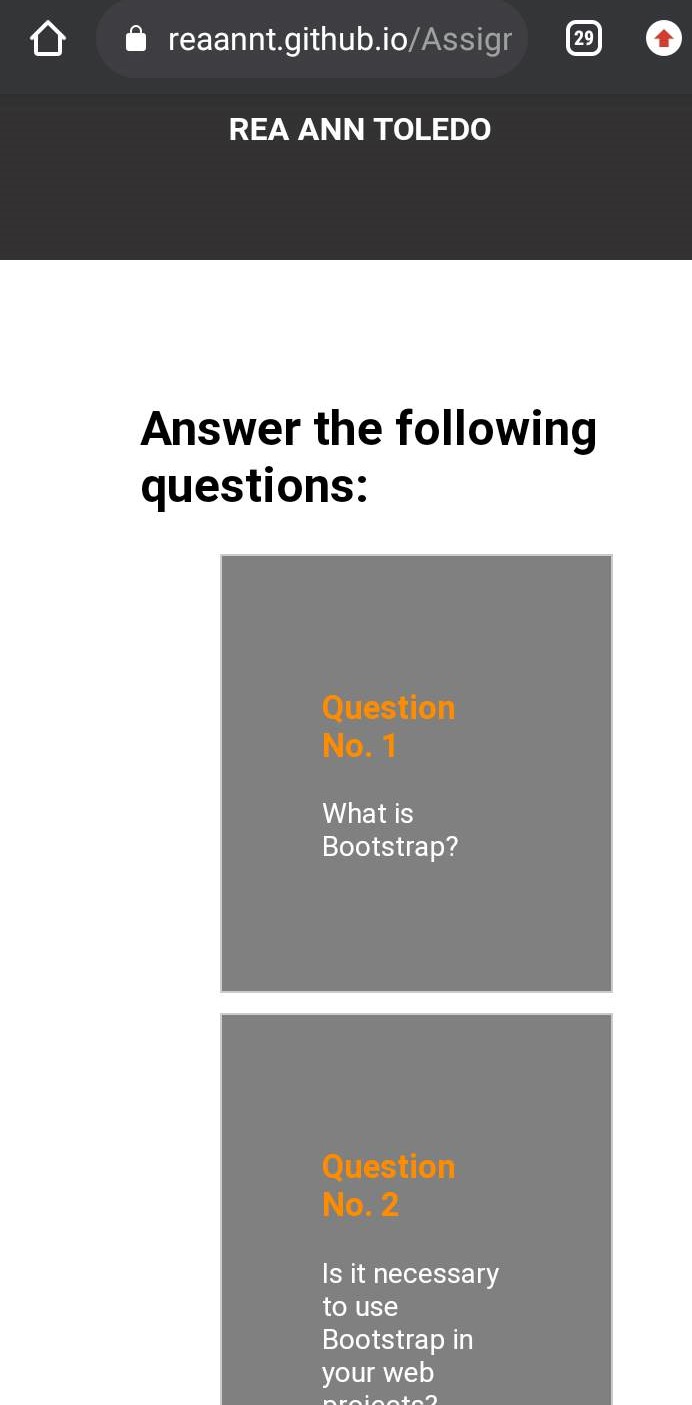 reaannt.github.io/Assigr
29
REA ANN TOLEDO
Answer the following
questions:
Question
No. 1
What is
Bootstrap?
Question
No. 2
Is it necessary
to use
Bootstrap in
your web
projects?